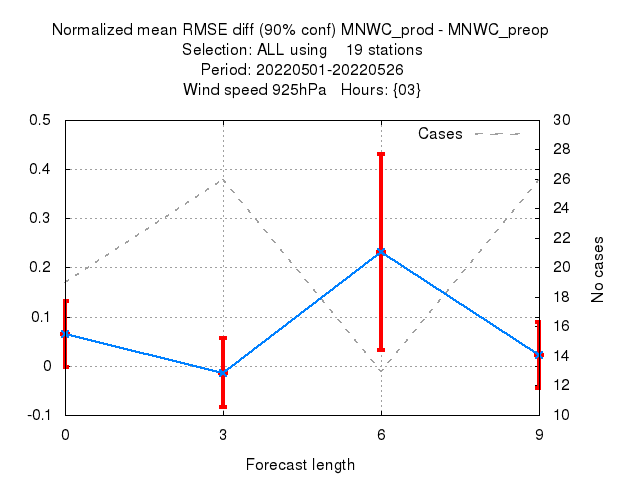 Normalized mean RMSE diff (90% conf) MNWC_prod - MNWC_preop
Selection: ALL using    19 stations
Period: 20220501-20220526
Wind speed 925hPa   Hours: {03}
Cases
0.5
0.4
0.3
0.2
0.1
0
-0.1
30
28
26
24
22
20
18
16
14
12
10
No cases
0 3 6 9
Forecast length